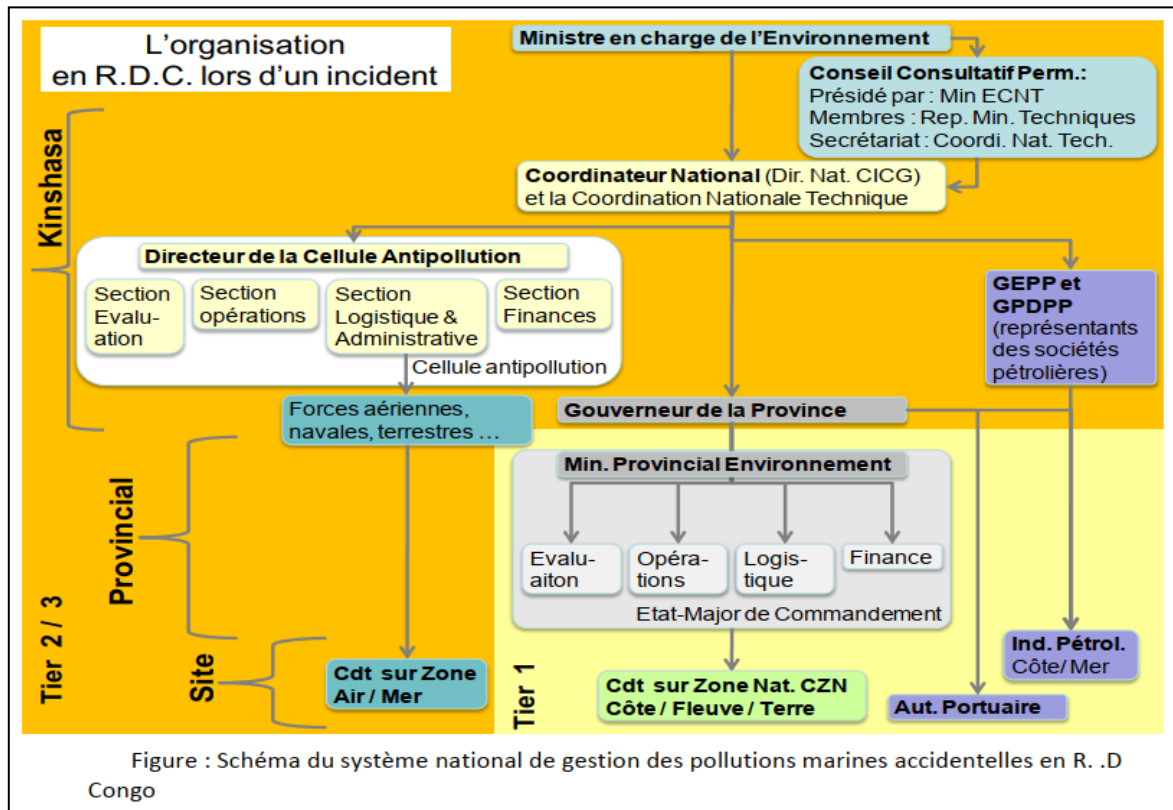 L'organisation
en R.D.C. lors d'un incident
Ministre en charge de l'Environnement
Conseil Consultatif Perm.:
Présidé par : Min ECNT
Membres : Rep. Min. Techniques
Secrétariat : Coordi. Nat. Tech.
Kinshasa
Coordinateur National (Dir. Nat. CICG)
et la Coordination Nationale Technique
Directeur de la Cellule Antipollution
Section
Evalu-
ation
Section
opérations
Section
Logistique &
Administrative
Section
Finances
Cellule antipollution
GEPP et
GPDPP
(représentants
des sociétés
pétrolières)
Forces aériennes,
navales, terrestres ...
Gouverneur de la Province
Provincial
Min. Provincial Environnement
Evalu-
aiton
Opéra-
tions
Logis-
tique
Finance
Etat-Major de Commandement
Tier 2 / 3
Site
Cdt sur Zone
Air / Mer
Tier 1
Cdt sur Zone Nat. CZN
Côte / Fleuve / Terre
Ind. Pétrol.
Côte/ Mer
Aut. Portuaire
Figure : Schéma du système national de gestion des pollutions marines accidentelles en R. .D
Congo